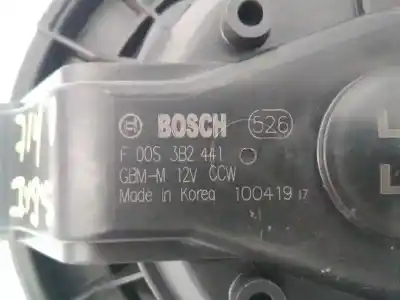 BOSCH 526
F 00S 3B2 441
GBM-M 12V CCW
Made in Korea 100419 17